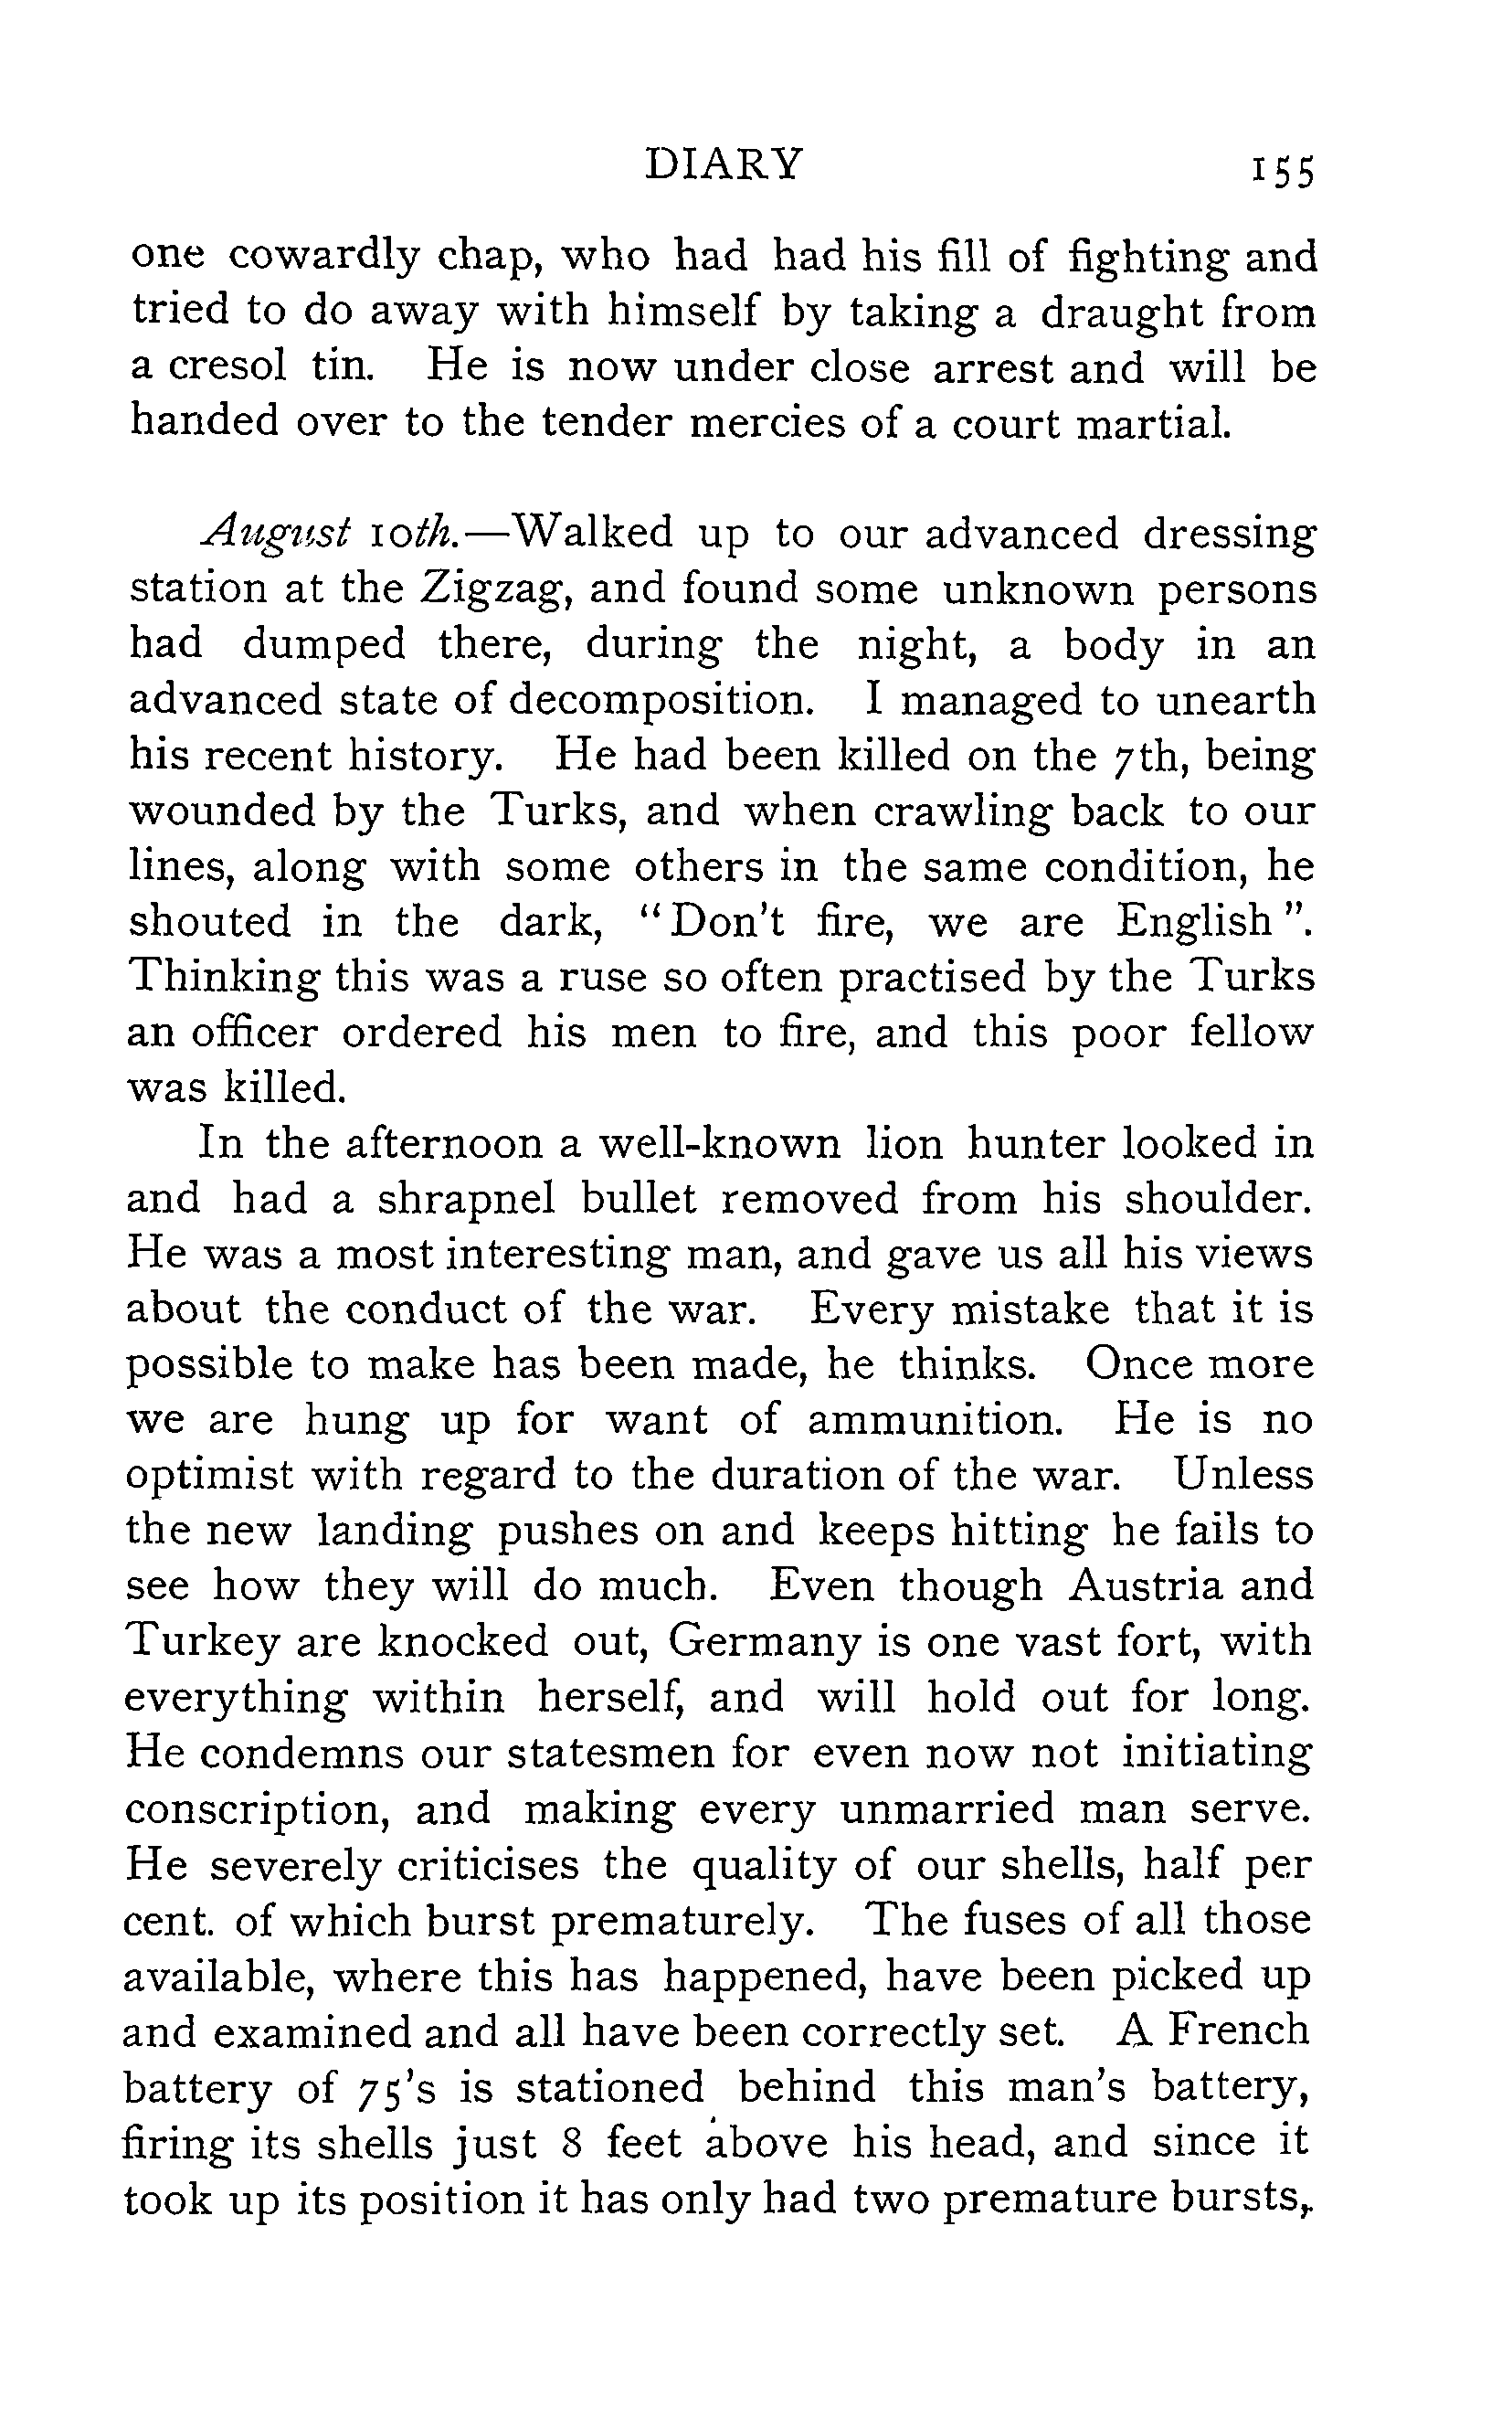 DIARY 155
one cowardly chap, who had had his fill of fighting and
tried to do away with himself by taking a draught from
a cresol tin. He is now under close arrest and will be
handed over to the tender mercies of a court martial.
August 10th.—Walked up to our advanced dressing
station at the Zigzag, and found some unknown persons
had dumped there, during the night, a body in an
advanced state of decomposition. I managed to unearth
his recent history. He had been killed on the 7th, being
wounded by the Turks, and when crawling back to our
lines, along with some others in the same condition, he
shouted in the dark, “Don't fire, we are English”.
Thinking this was a ruse so often practised by the Turks
an officer ordered his men to fire, and this poor fellow
was killed.
In the afternoon a well-known lion hunter looked in
and had a shrapnel bullet removed from his shoulder.
He was a most interesting man, and gave us all his views
about the conduct of the war. Every mistake that it is
possible to make has been made, he thinks. Once more
we are hung up for want of ammunition. He is no
optimist with regard to the duration of the war. Unless
the new landing pushes on and keeps hitting he fails to
see how they will do much. Even though Austria and
Turkey are knocked out, Germany is one vast fort, with
everything within herself, and will hold out for long.
He condemns our statesmen for even now not initiating
conscription, and making every unmarried man serve.
He severely criticises the quality of our shells, half per
cent. of which burst prematurely. The fuses of all those
available, where this has happened, have been picked up
and examined and all have been correctly set. A French
battery of 75's is stationed behind this man's battery,
firing its shells just 8 feet above his head, and since it
took up its position it has only had two premature bursts,